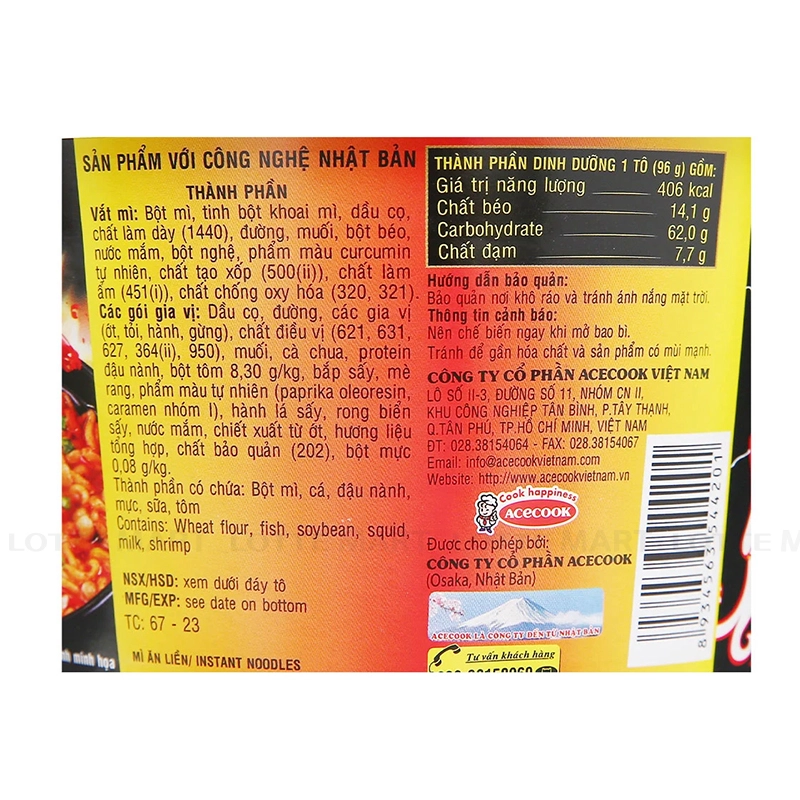 SẢN PHẨM VỚI CÔNG NGHỆ NHẬT BẢN
THÀNH PHẦN
Vắt mì: Bột mì, tinh bột khoai mì, dầu cọ,
chất làm dày (1440), đường, muối, bột béo,
nước mắm, bột nghệ, phẩm màu curcumin
tự nhiên, chất tạo xốp (500(ii)), chất làm
ẩm (451(i)), chất chống oxy hóa (320, 321).
Các gói gia vị: Dầu cọ, đường, các gia vị
(ớt, tỏi, hành, gừng), chất điều vị (621, 631,
627, 364(ii), 950), muối, cà chua, protein
đậu nành, bột tôm 8,30 g/kg, bắp sấy, mè
rang, phẩm màu tự nhiên (paprika oleoresin,
caramen nhóm I), hành lá sấy, rong biển
sấy, nước mắm, chiết xuất từ ớt, hương liệu
tổng hợp, chất bảo quản (202), bột mực
0,08 g/kg.
Thành phần có chứa: Bột mì, cá, đậu nành,
mực, sữa, tôm
Contains: Wheat flour, fish, soybean, squid,
milk, shrimp
NSX/HSD: xem dưới đáy tô
MFG/EXP: see date on bottom
TC: 67 - 23
MÌ ĂN LIỀN/ INSTANT NOODLES
THÀNH PHẦN DINH DƯỠNG 1 TÔ (96 g) GỒM:
Giá trị năng lượng 406 kcal
Chất béo 14,1 g
Carbohydrate 62,0 g
Chất đạm 7,7 g
Hướng dẫn bảo quản:
Bảo quản nơi khô ráo và tránh ánh nắng mặt trời.
Thông tin cảnh báo:
Nên chế biến ngay khi mở bao bì.
Tránh để gần hóa chất và sản phẩm có mùi mạnh.
CÔNG TY CỔ PHẦN ACECOOK VIỆT NAM
LÔ SỐ II-3, ĐƯỜNG SỐ 11, NHÓM CN II,
KHU CÔNG NGHIỆP TÂN BÌNH, P.TÂY THẠNH,
Q.TÂN PHÚ, TP.HỒ CHÍ MINH, VIỆT NAM
ĐT: 028.38154064 - FAX: 028.38154067
Email: info@acecookvietnam.com
Website: http://www.acecookvietnam.vn
Cook happiness
ACECOOK
Được cho phép bởi:
CÔNG TY CỔ PHẦN ACECOOK
(Osaka, Nhật Bản)
ACECOOK LÀ CÔNG TY ĐẾN TỪ NHẬT BẢN
Tư vấn khách hàng
8934563544201
minh họa